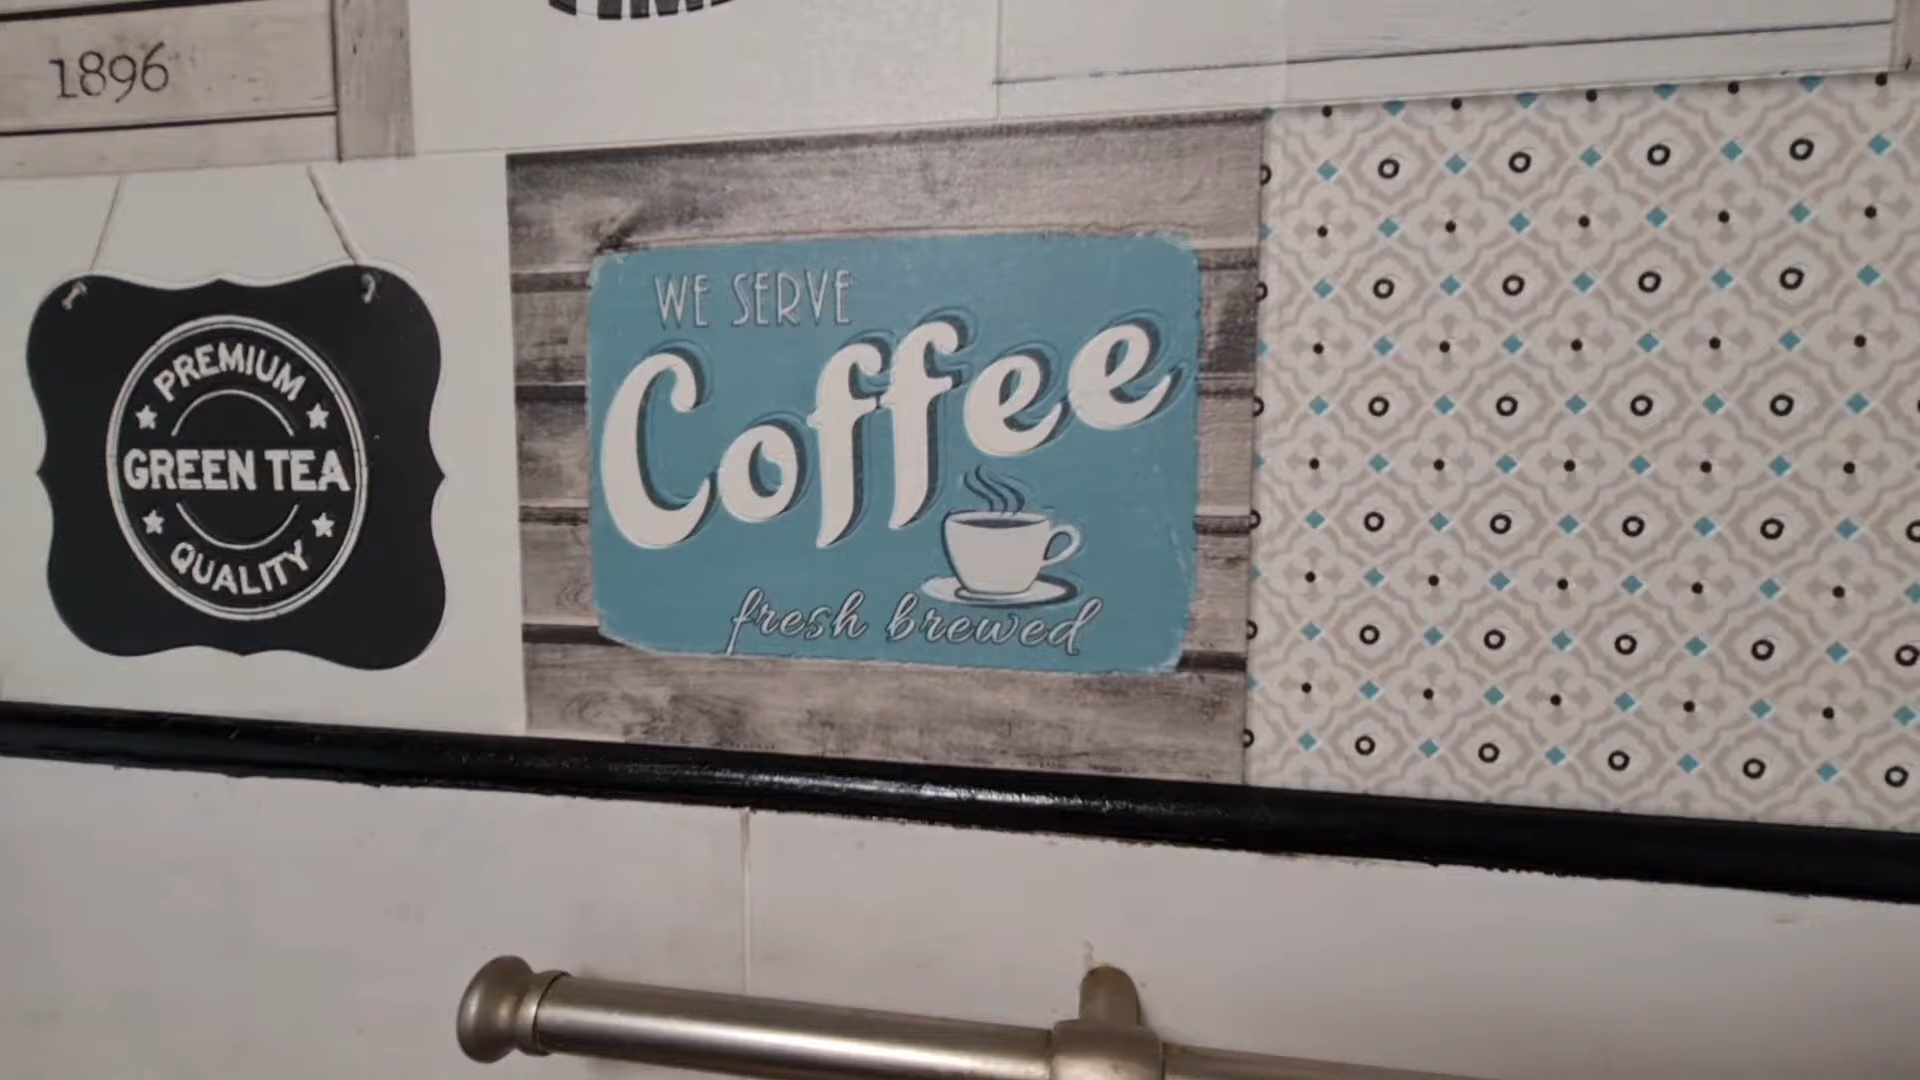 1896
PREMIUM
GREEN TEA
QUALITY
WE SERVE
Coffee
fresh brewed